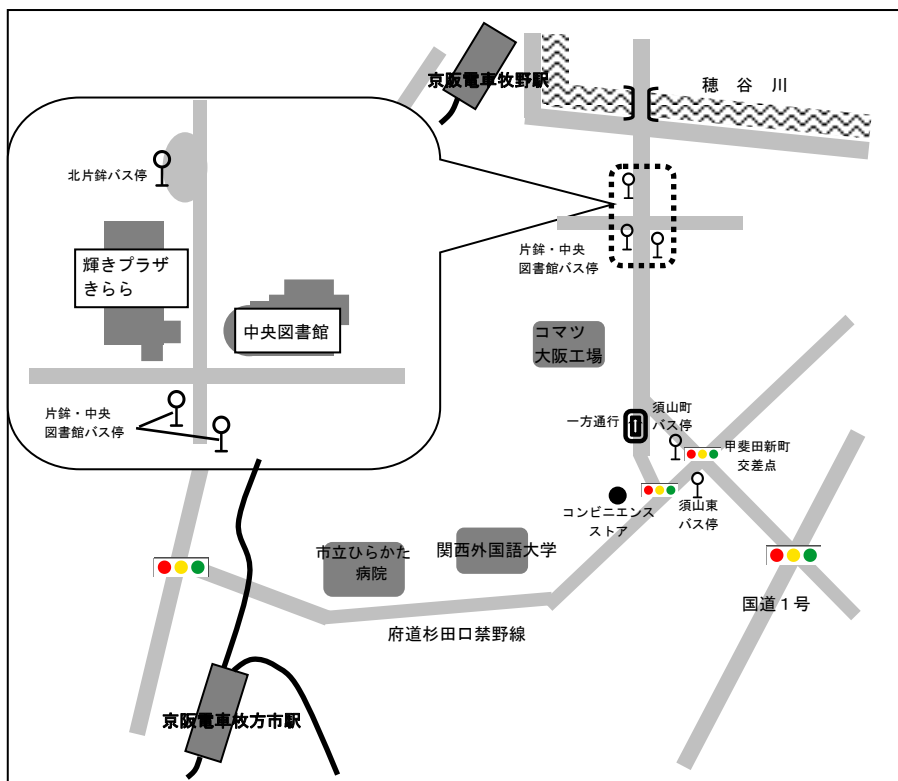 京阪電車牧野駅
穂谷川
北片鉾バス停
輝きプラザ
きらら
中央図書館
片鉾・中央
図書館バス停
片鉾・中央
図書館バス停
コマツ
大阪工場
一方通行
須山町
バス停
甲斐田新町
交差点
コンビニエンス
ストア
須山東
バス停
市立ひらかた
病院
関西外国語大学
国道1号
府道杉田口禁野線
京阪電車枚方市駅